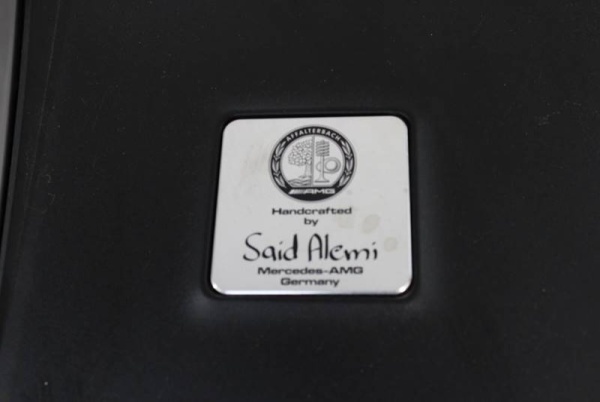 AFFALTERBACH
AMG
Handcrafted
by
Said Alemi
Mercedes-AMG
Germany